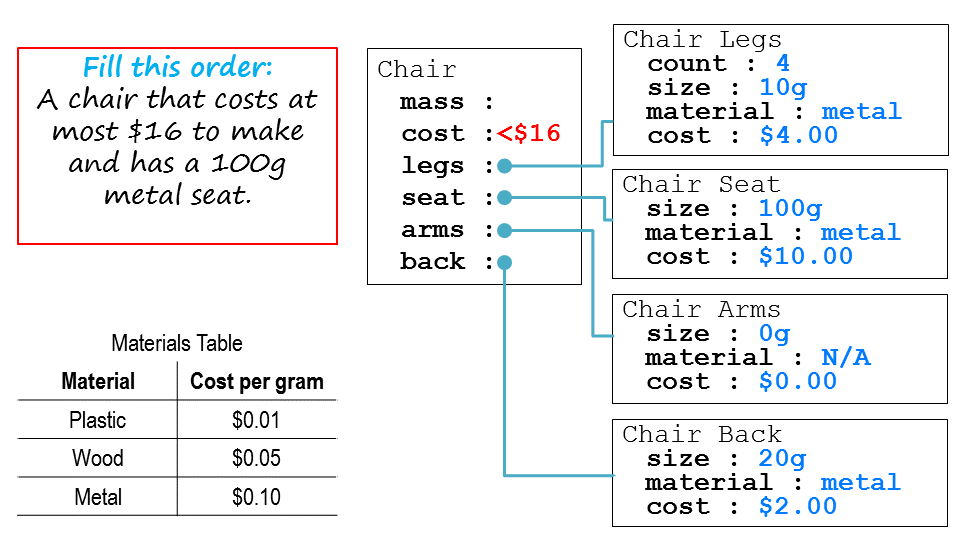 Fill this order:
A chair that costs at
most $16 to make
and has a 100g
metal seat.
Chair
mass :
cost :<$16
legs :
seat :
arms :
back :
Chair Legs
count : 4
size : 10g
material : metal
cost : $4.00
Chair Seat
size : 100g
material : metal
cost : $10.00
Chair Arms
size : 0g
material : N/A
cost : $0.00
Chair Back
size : 20g
material : metal
cost : $2.00
Materials Table
Material Cost per gram
Plastic $0.01
Wood $0.05
Metal $0.10